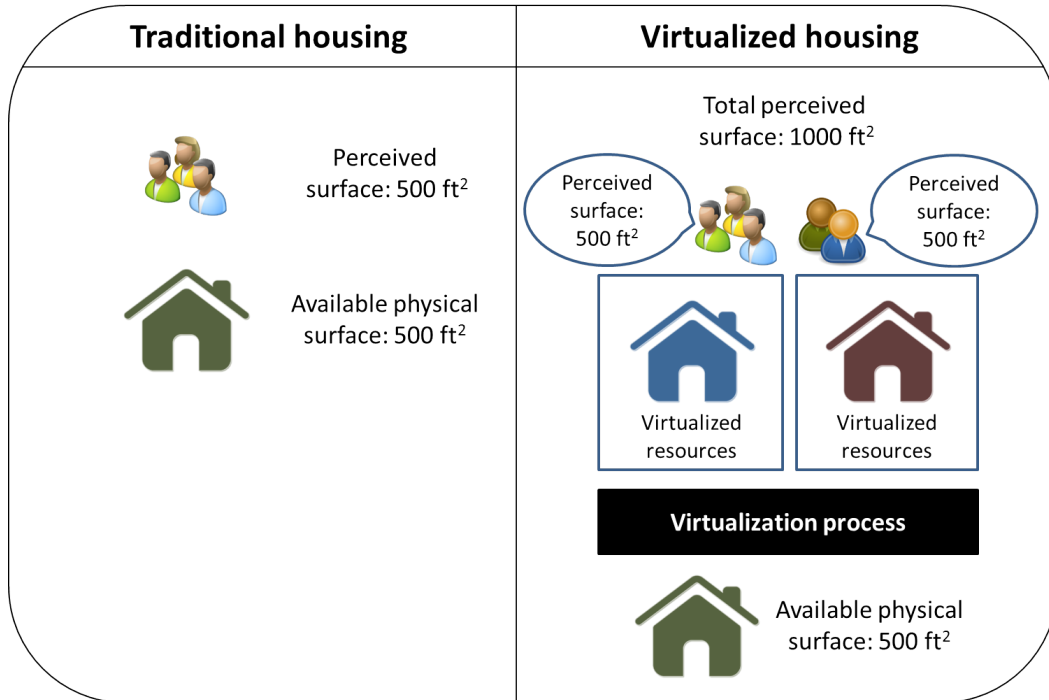 Traditional housing
Perceived
surface: 500 ft²
Available physical
surface: 500 ft²
Virtualized housing
Total perceived
surface: 1000 ft²
Perceived
surface:
500 ft²
Perceived
surface:
500 ft²
Virtualized
resources
Virtualized
resources
Virtualization process
Available physical
surface: 500 ft²